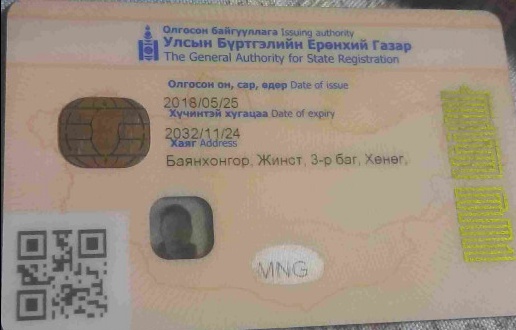 Олгосон байгууллага Issuing authority
Улсын Бүртгэлийн Ерөнхий Газар
The General Authority for State Registration
Олгосон он, сар, өдөр Date of issue
2018/05/25
Хүчинтэй хугацаа Date of expiry
2032/11/24
Хаяг Address
Баянхонгор, Жинст, 3-р баг, Хөнөг,
MNG